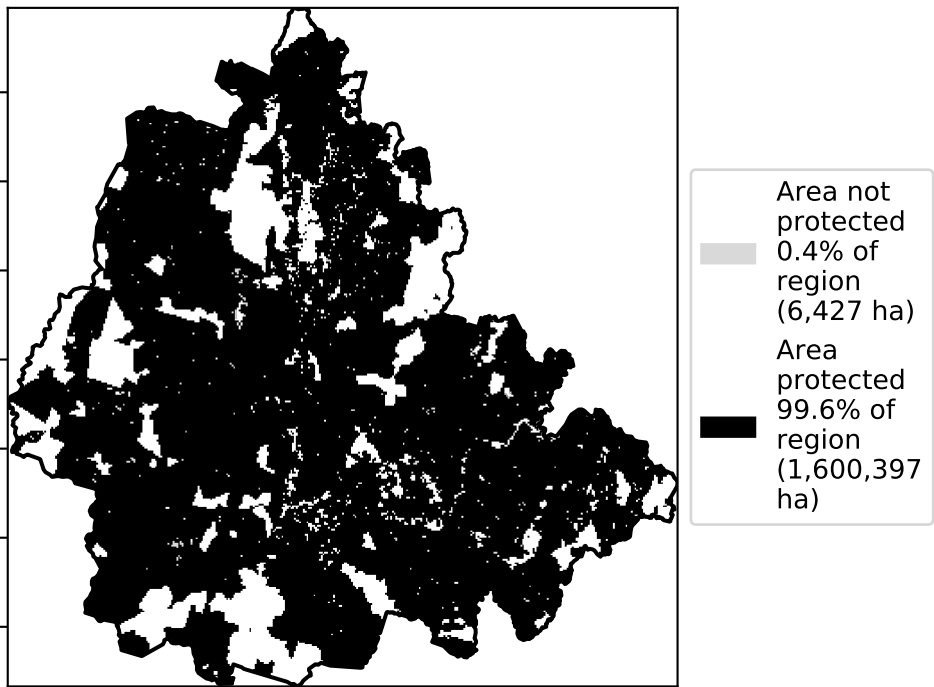 Area not
protected
0.4% of
region
(6,427 ha)
Area
protected
99.6% of
region
(1,600,397
ha)